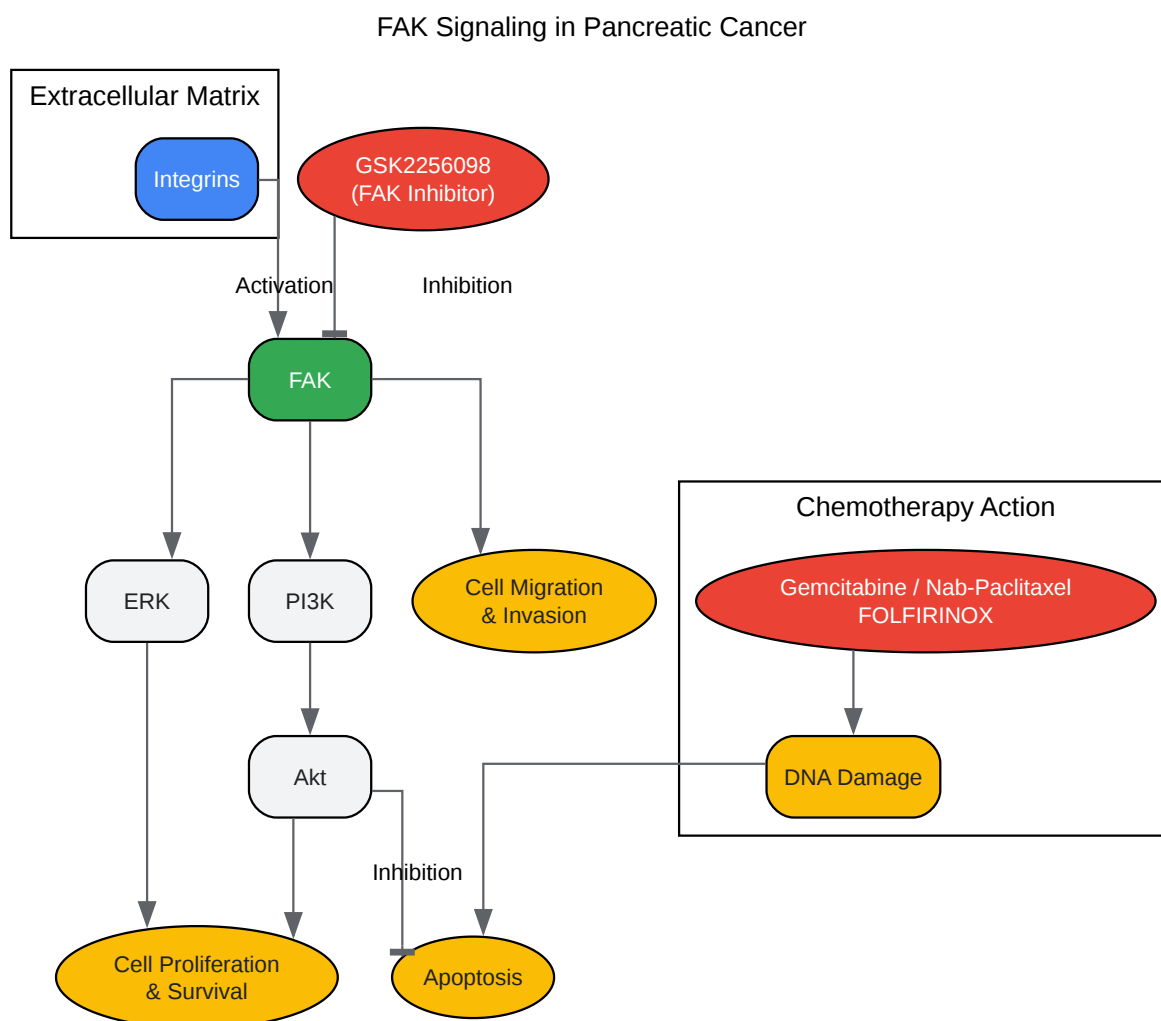 FAK Signaling in Pancreatic Cancer
Extracellular Matrix
Integrins
GSK2256098
(FAK Inhibitor)
Activation
Inhibition
FAK
Chemotherapy Action
ERK
PI3K
Cell Migration
& Invasion
Gemcitabine / Nab-Paclitaxel
FOLFIRINOX
Akt
DNA Damage
Inhibition
Cell Proliferation
& Survival
Apoptosis